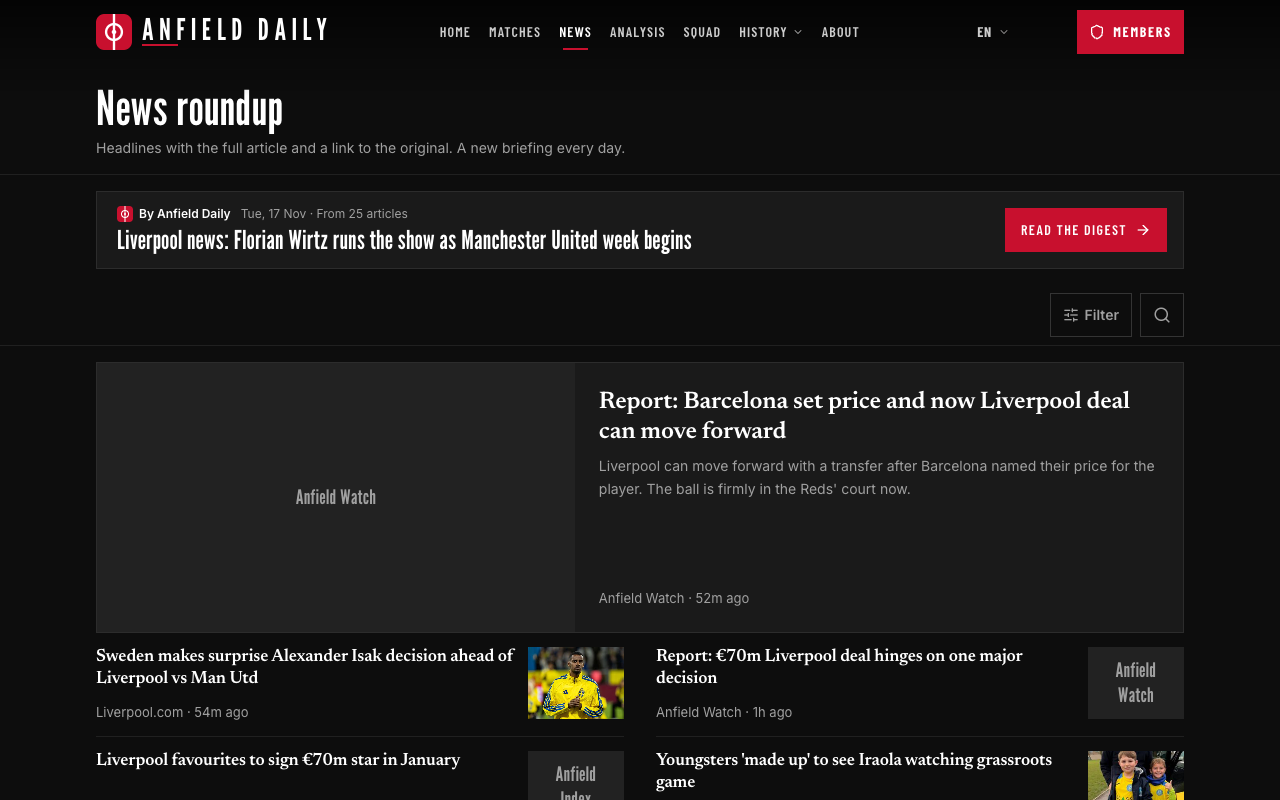 ANFIELD DAILY
HOME MATCHES NEWS ANALYSIS SQUAD HISTORY ABOUT
EN
MEMBERS
News roundup
Headlines with the full article and a link to the original. A new briefing every day.
By Anfield Daily Tue, 17 Nov · From 25 articles
Liverpool news: Florian Wirtz runs the show as Manchester United week begins
READ THE DIGEST
Filter
Anfield Watch
Report: Barcelona set price and now Liverpool deal
can move forward
Liverpool can move forward with a transfer after Barcelona named their price for the
player. The ball is firmly in the Reds' court now.
Anfield Watch · 52m ago
Sweden makes surprise Alexander Isak decision ahead of
Liverpool vs Man Utd
Liverpool.com · 54m ago
Report: €70m Liverpool deal hinges on one major
decision
Anfield Watch · 1h ago
Anfield
Watch
Liverpool favourites to sign €70m star in January
Anfield
Index
Youngsters 'made up' to see Iraola watching grassroots
game